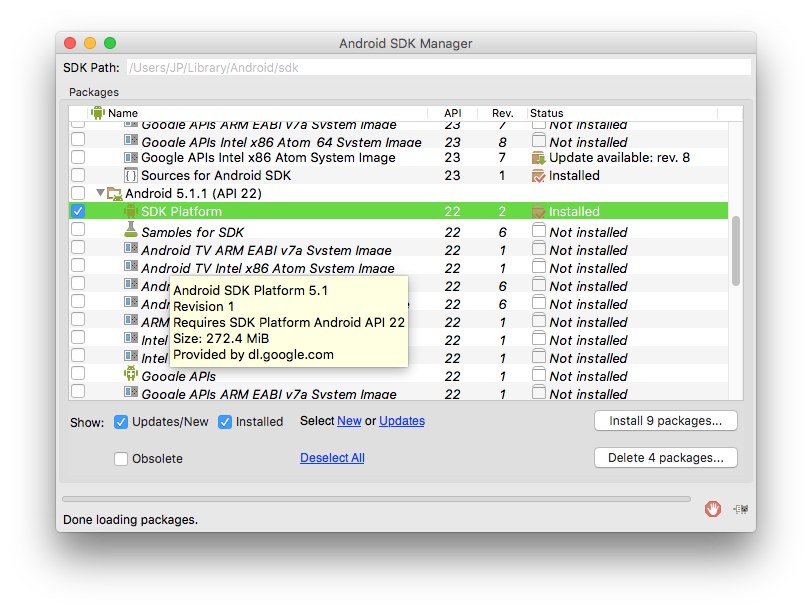 Android SDK Manager
SDK Path: /Users/JP/Library/Android/sdk
Packages
Name API Rev. Status
Google APIs ARM EABI v7a System Image 23 7 Not installed
Google APIs Intel x86 Atom_64 System Image 23 8 Not installed
Google APIs Intel x86 Atom System Image 23 7 Update available: rev. 8
Sources for Android SDK 23 1 Installed
Android 5.1.1 (API 22)
SDK Platform 22 2 Installed
Samples for SDK 22 6 Not installed
Android TV ARM EABI v7a System Image 22 1 Not installed
Android TV Intel x86 Atom System Image 22 1 Not installed
22 6 Not installed
22 6 Not installed
ARM 22 1 Not installed
Intel 22 1 Not installed
Intel 22 1 Not installed
Google APIs 22 1 Not installed
Google APIs ARM EABI v7a System Image 22 1 Not installed
Android SDK Platform 5.1
Revision 1
Requires SDK Platform Android API 22
Size: 272.4 MiB
Provided by dl.google.com
Show: Updates/New Installed Select New or Updates Install 9 packages...
Obsolete Deselect All Delete 4 packages...
Done loading packages.